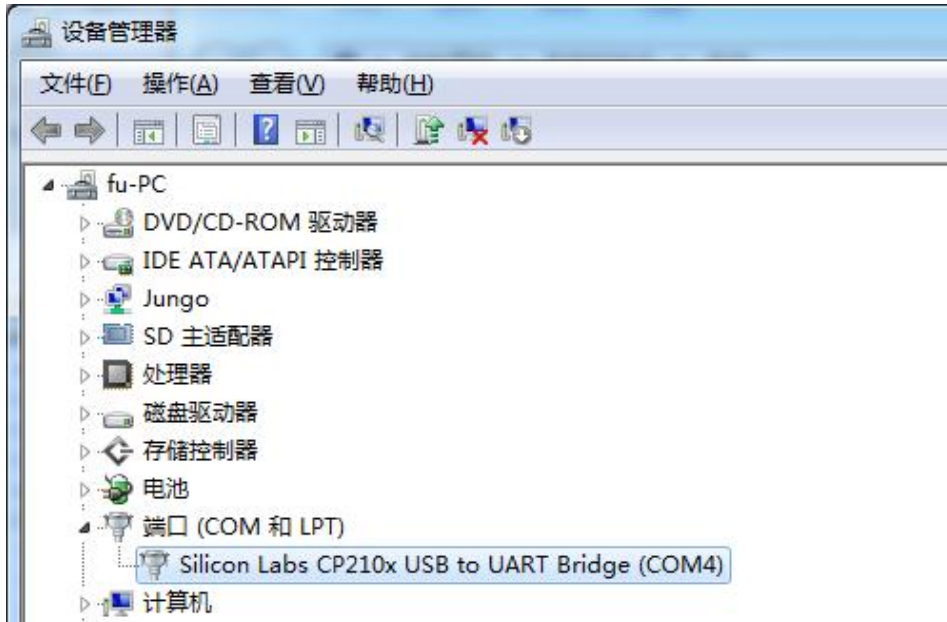 设备管理器
文件(F) 操作(A) 查看(V) 帮助(H)
fu-PC
DVD/CD-ROM 驱动器
IDE ATA/ATAPI 控制器
Jungo
SD 主适配器
处理器
磁盘驱动器
存储控制器
电池
端口 (COM 和 LPT)
Silicon Labs CP210x USB to UART Bridge (COM4)
计算机